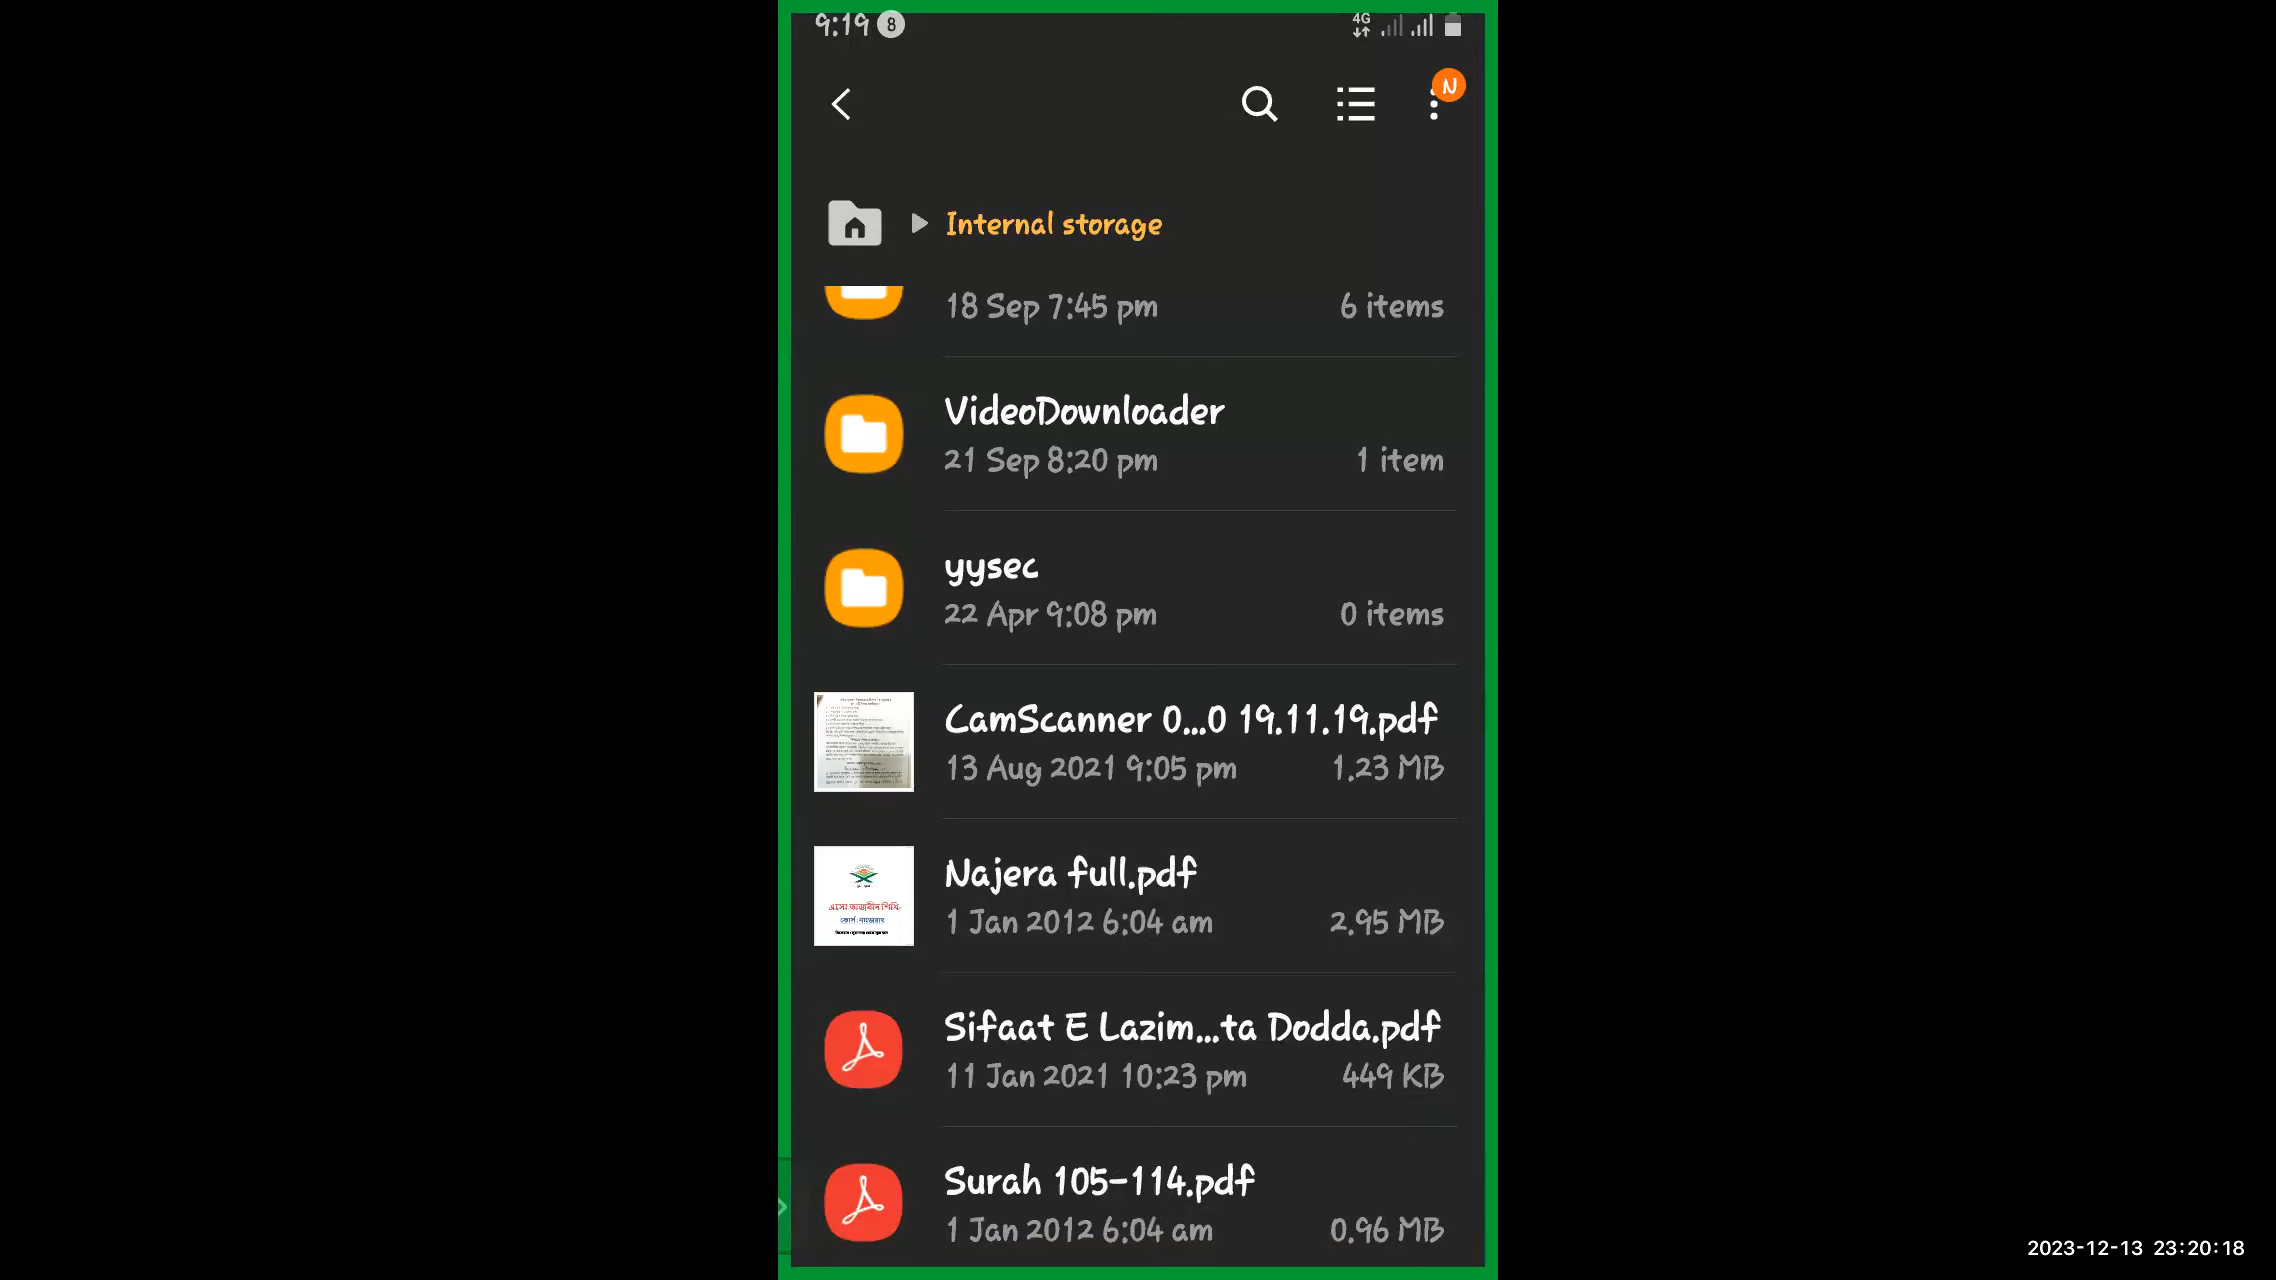 9:19 8
4G
N
Internal storage
18 Sep 7:45 pm 6 items
VideoDownloader
21 Sep 8:20 pm 1 item
yysec
22 Apr 9:08 pm 0 items
CamScanner 0...0 19.11.19.pdf
13 Aug 2021 9:05 pm 1.23 MB
Najera full.pdf
এসো তাজবীদ শিখি-
কোর্স : নাজেরাহ
1 Jan 2012 6:04 am 2.95 MB
Sifaat E Lazim...ta Dodda.pdf
11 Jan 2021 10:23 pm 449 KB
Surah 105-114.pdf
1 Jan 2012 6:04 am 0.96 MB
2023-12-13 23:20:18